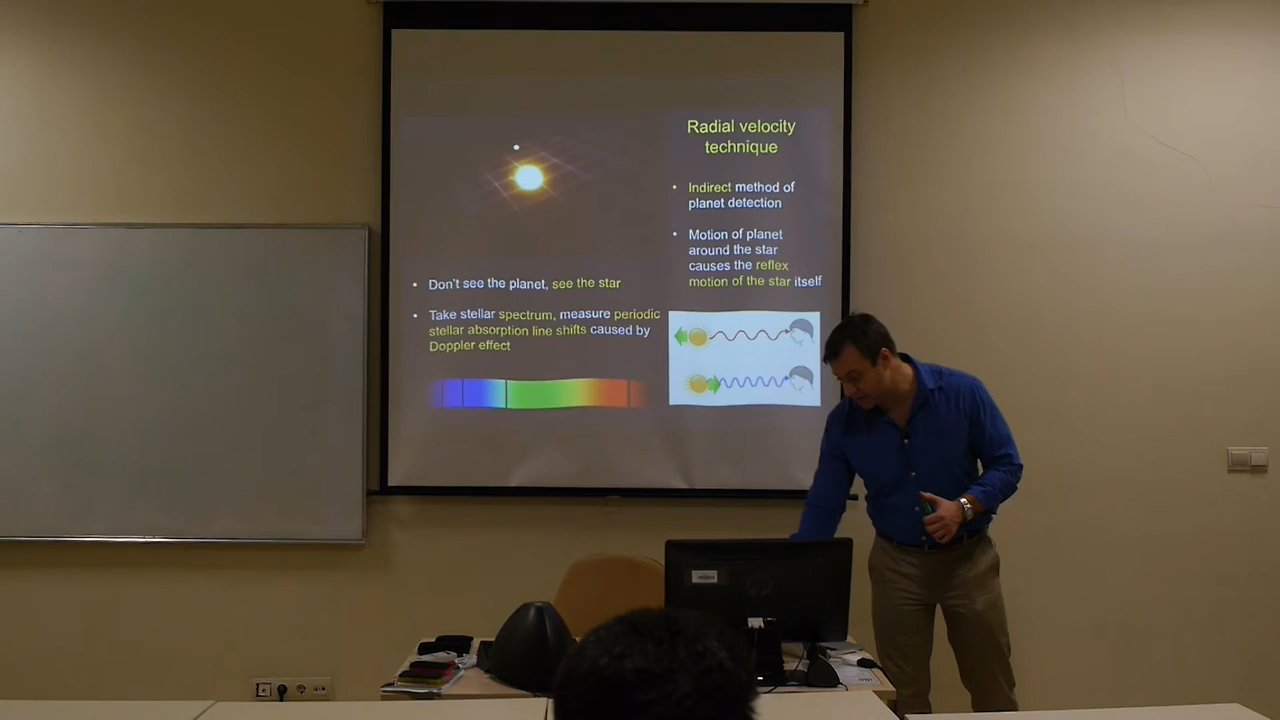 Radial velocity
technique
• Indirect method of
planet detection
• Motion of planet
around the star
causes the reflex
motion of the star itself
• Don't see the planet, see the star
• Take stellar spectrum, measure periodic
stellar absorption line shifts caused by
Doppler effect
hp